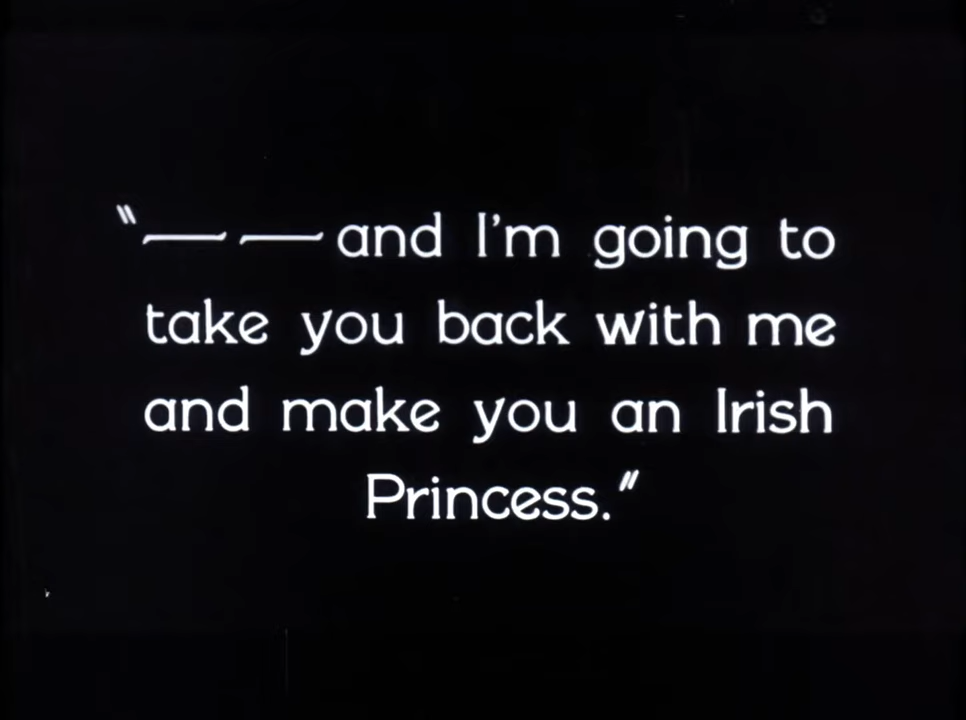 "— — and I'm going to
take you back with me
and make you an Irish
Princess."